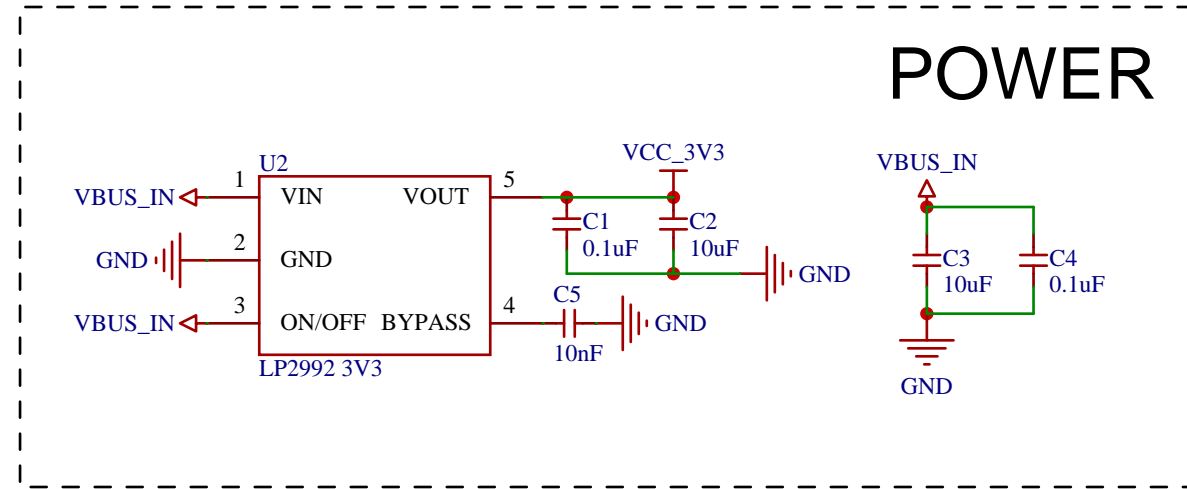 POWER
U2
VCC_3V3
VBUS_IN
VBUS_IN 1 VIN VOUT 5
C1
0.1uF
C2
10uF
GND 2 GND
GND
C3
10uF
C4
0.1uF
VBUS_IN 3 ON/OFF BYPASS 4
C5
10nF
GND
LP2992 3V3
GND